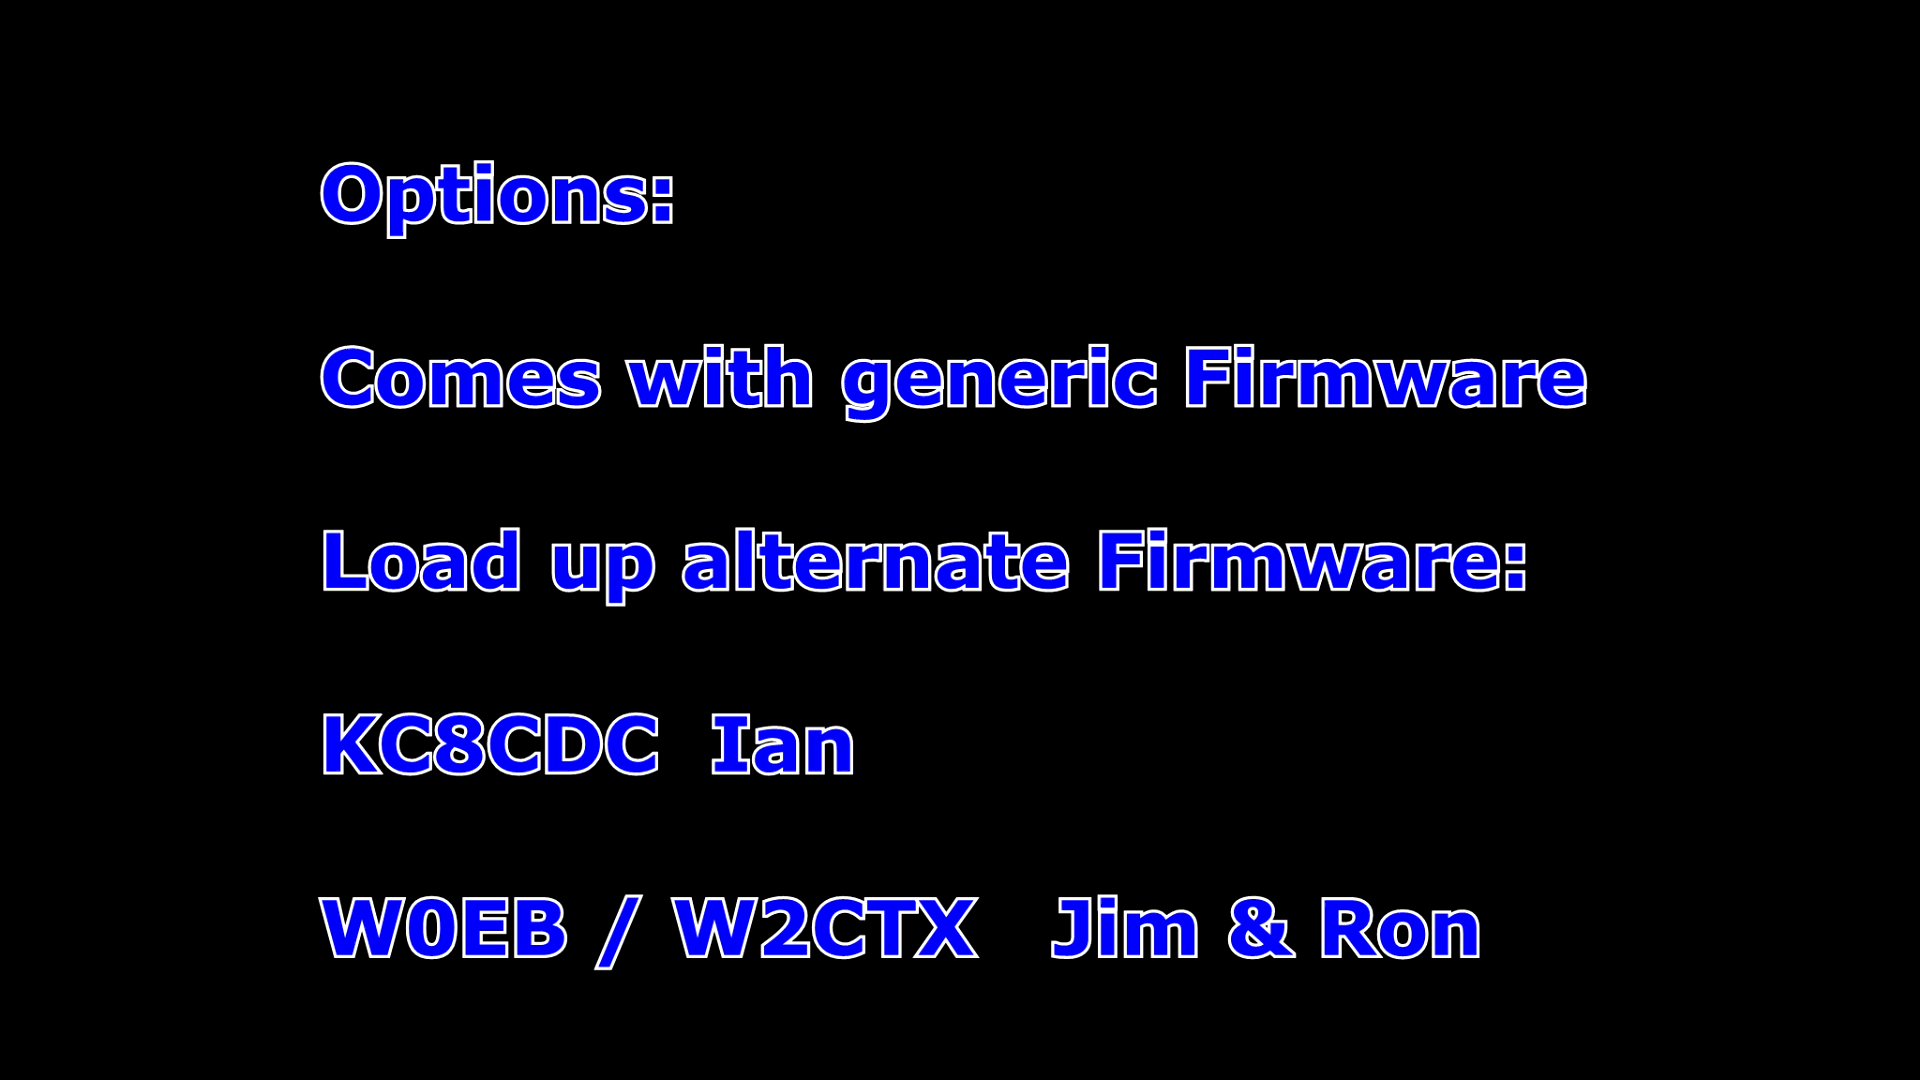 Options:
Comes with generic Firmware
Load up alternate Firmware:
KC8CDC  Ian
W0EB / W2CTX   Jim & Ron